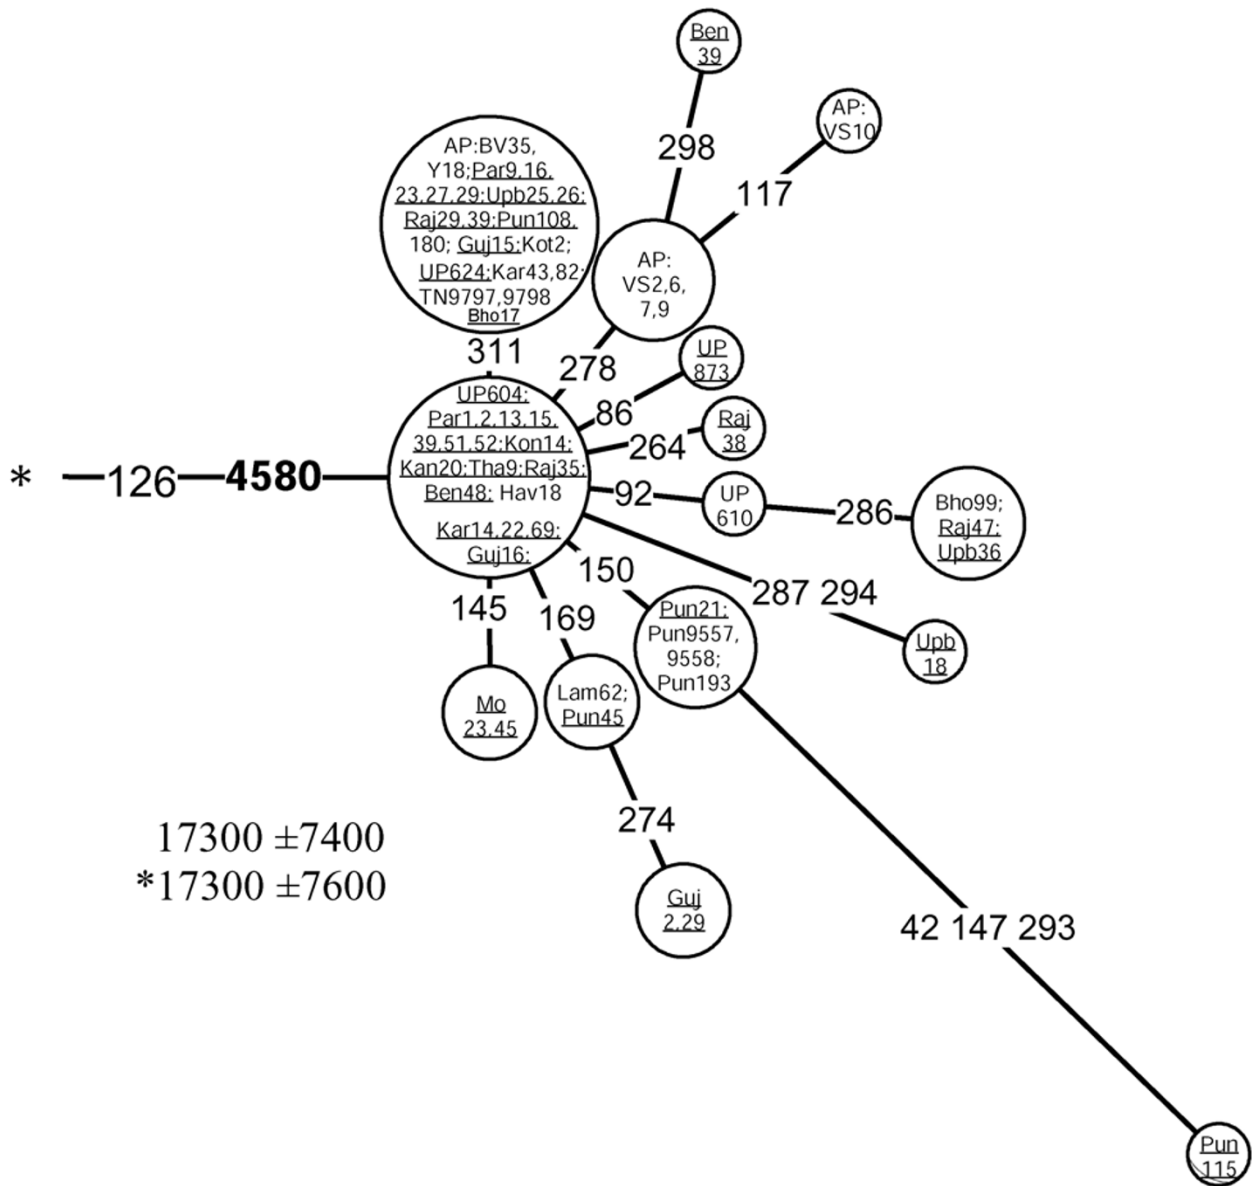 Ben
39
AP:
VS10
298
117
AP:BV35,
Y18;Par9,16,
23,27,29;Upb25,26;
Raj29,39;Pun108,
180; Guj15;Kot2;
UP624;Kar43,82;
TN9797,9798
Bho17
AP:
VS2,6,
7,9
311
278
UP
873
86
UP604;
Par1,2,13,15,
39,51,52;Kon14;
Kan20;Tha9;Raj35;
Ben48; Hav18
Kar14,22,69;
Guj16;
264
Raj
38
* 126 4580
92
UP
610
286
Bho99;
Raj47;
Upb36
150
287 294
Upb
18
145
169
Pun21;
Pun9557,
9558;
Pun193
Mo
23,45
Lam62;
Pun45
274
17300 ±7400
*17300 ±7600
Guj
2,29
42 147 293
Pun
115